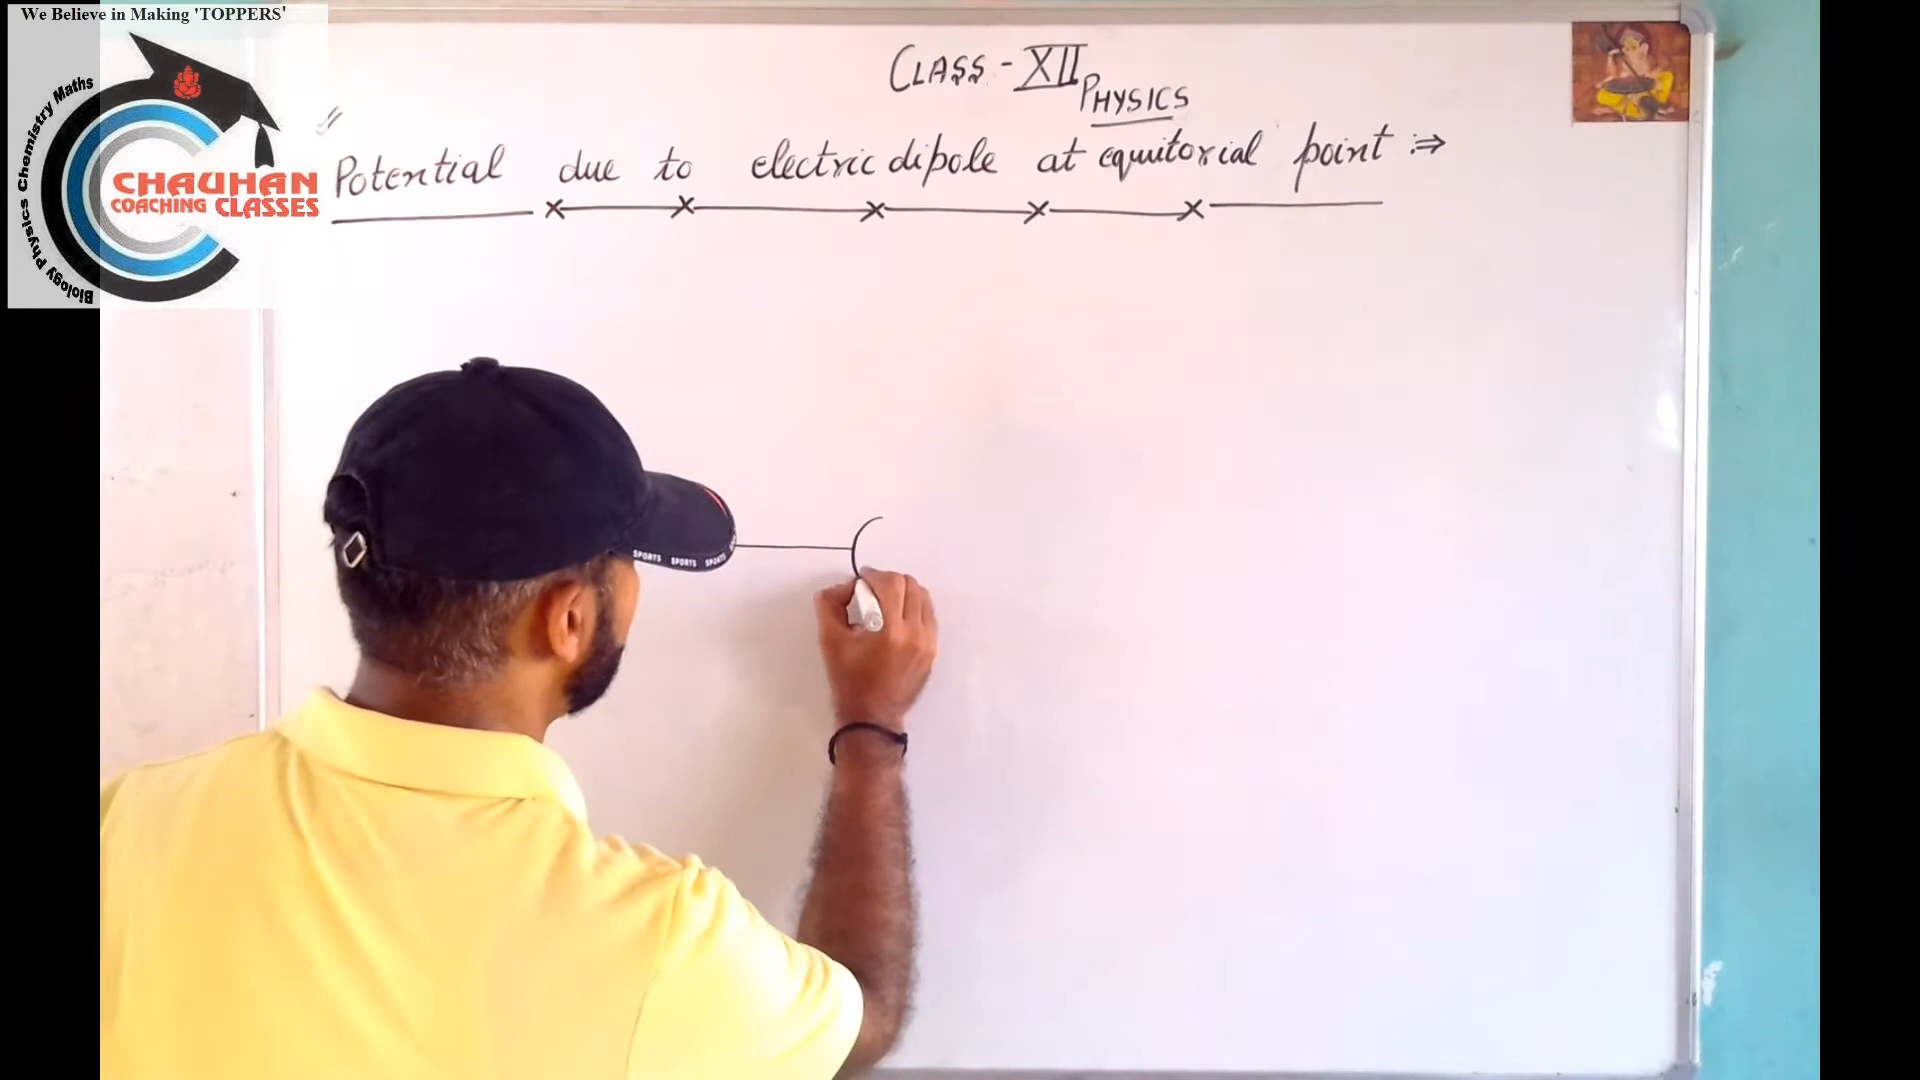 We Believe in Making 'TOPPERS'
Biology Physics Chemistry Maths
CHAUHAN
COACHING CLASSES
CLASS - XII
PHYSICS
Potential due to electric dipole at equitorial point :⇒
SPORTS SPORTS SPORTS